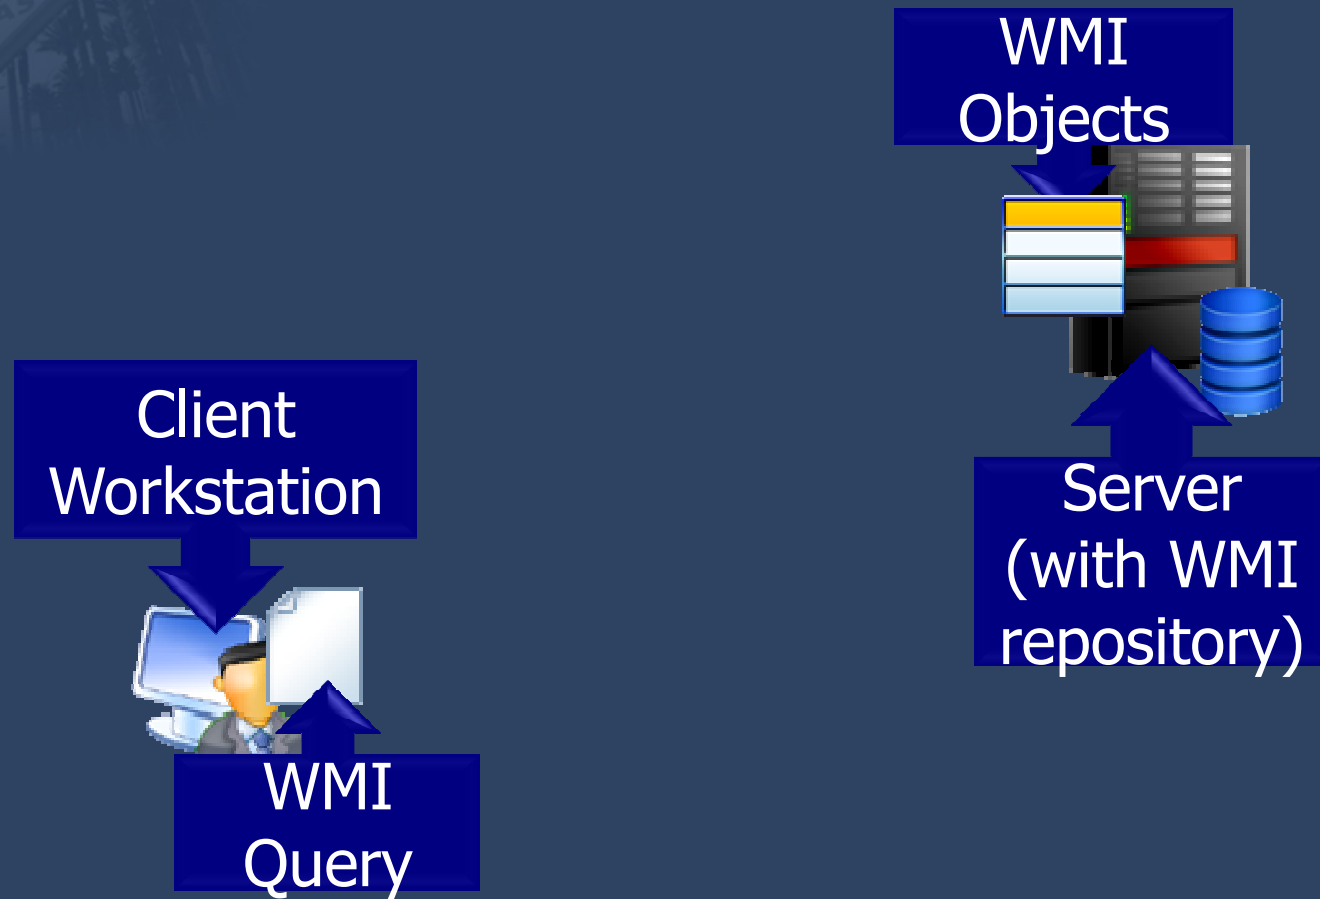 WMI
Objects
Client
Workstation
Server
(with WMI
repository)
WMI
Query